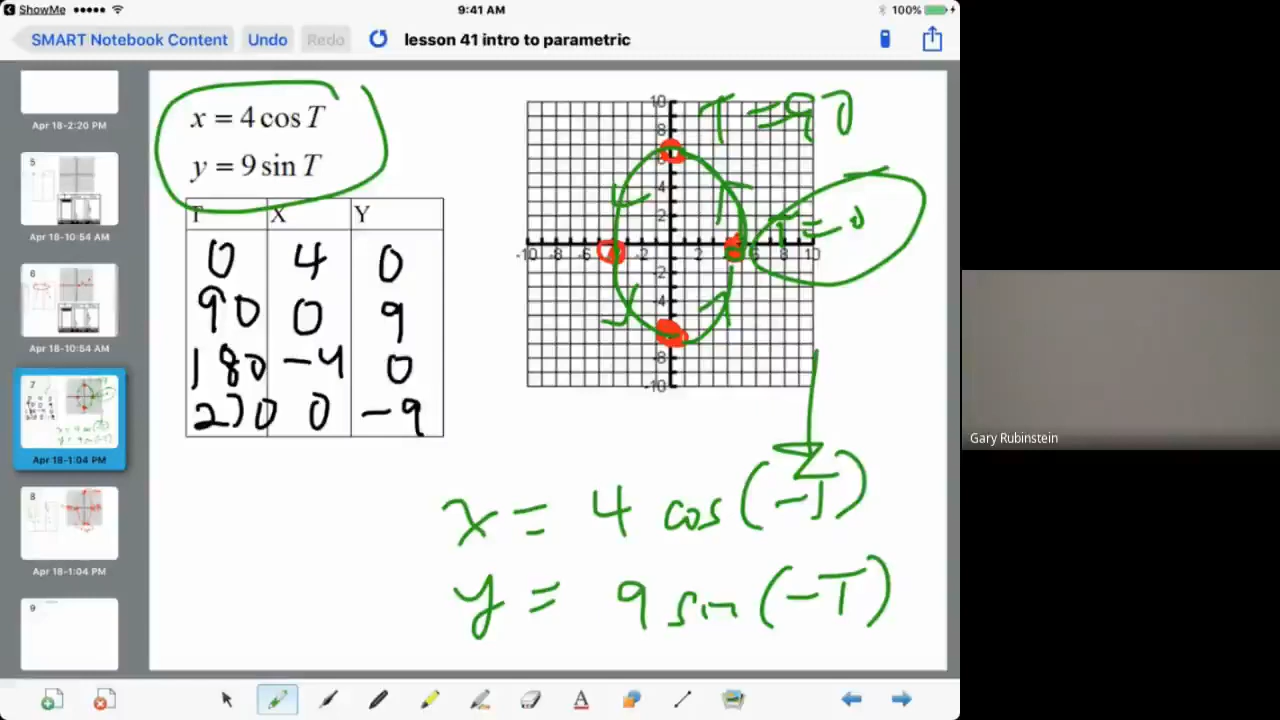 ShowMe 9:41 AM 100%
SMART Notebook Content Undo Redo lesson 41 intro to parametric
Apr 18-2:20 PM
5
Apr 18-10:54 AM
6
Apr 18-10:54 AM
7
Apr 18-1:04 PM
8
Apr 18-1:04 PM
9
x = 4 cos T
y = 9 sin T
T X Y
0 4 0
90 0 9
180 -4 0
270 0 -9
10
8
6
4
2
-10 -8 -6 -2 2 6 8 10
-2
-4
-8
-10
T = 90
T = 0
x = 4 cos (-T)
y = 9 sin (-T)
Gary Rubinstein